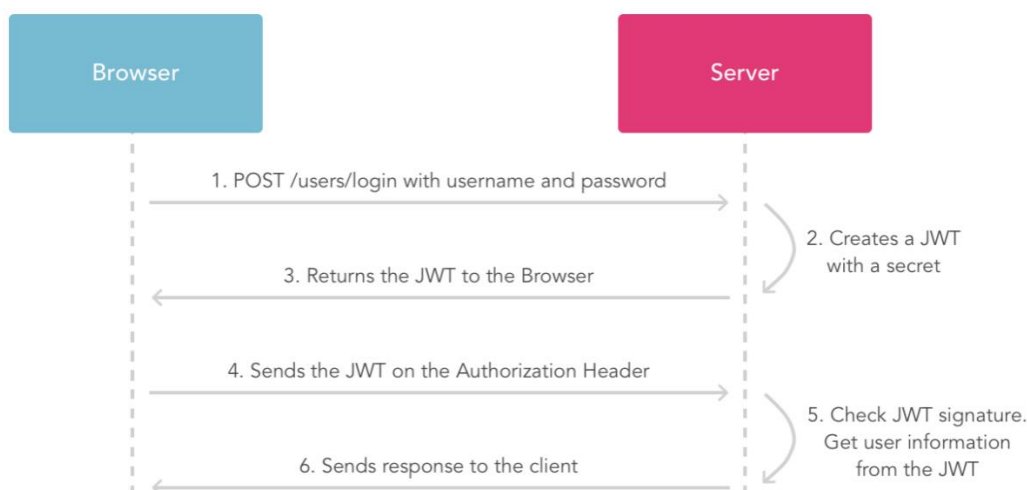 Browser
Server
1. POST /users/login with username and password
2. Creates a JWT
with a secret
3. Returns the JWT to the Browser
4. Sends the JWT on the Authorization Header
5. Check JWT signature.
Get user information
from the JWT
6. Sends response to the client